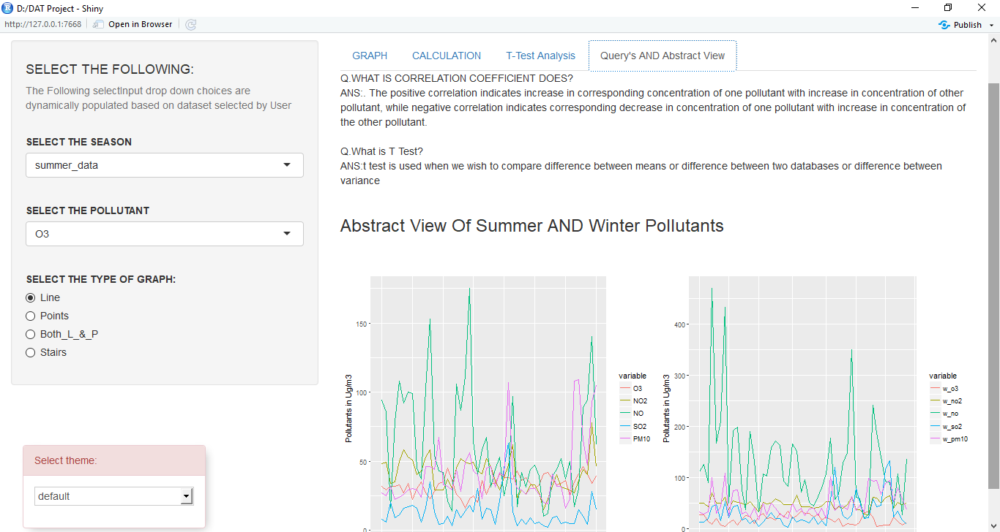 D:/DAT Project - Shiny
http://127.0.0.1:7668 Open in Browser Publish
SELECT THE FOLLOWING:
The Following selectInput drop down choices are
dynamically populated based on dataset selected by User
SELECT THE SEASON
summer_data
SELECT THE POLLUTANT
O3
SELECT THE TYPE OF GRAPH:
Line
Points
Both_L_&_P
Stairs
Select theme:
default
GRAPH CALCULATION T-Test Analysis Query's AND Abstract View
Q.WHAT IS CORRELATION COEFFICIENT DOES?
ANS:. The positive correlation indicates increase in corresponding concentration of one pollutant with increase in concentration of other
pollutant, while negative correlation indicates corresponding decrease in concentration of one pollutant with increase in concentration of
the other pollutant.
Q.What is T Test?
ANS:t test is used when we wish to compare difference between means or difference between two databases or difference between
variance
Abstract View Of Summer AND Winter Pollutants
Pollutants in Ug/m3
150
100
50
0
variable
O3
NO2
NO
SO2
PM10
Pollutants in Ug/m3
400
300
200
100
0
variable
w_o3
w_no2
w_no
w_so2
w_pm10